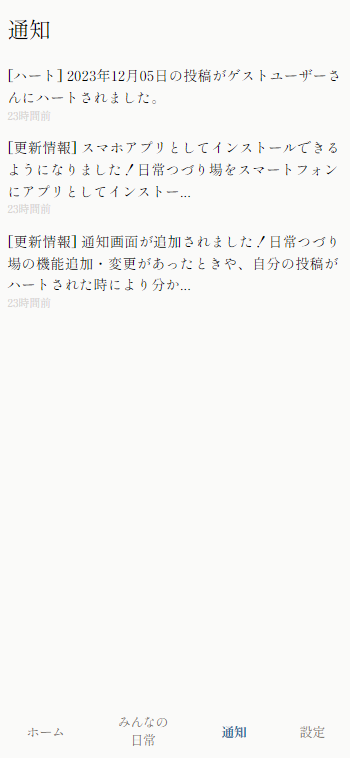 通知
[ハート] 2023年12月05日の投稿がゲストユーザーさ
んにハートされました。
23時間前
[更新情報] スマホアプリとしてインストールできる
ようになりました！日常つづり場をスマートフォン
にアプリとしてインストー...
23時間前
[更新情報] 通知画面が追加されました！日常つづり
場の機能追加・変更があったときや、自分の投稿が
ハートされた時により分か...
23時間前
ホーム
みんなの
日常
通知
設定